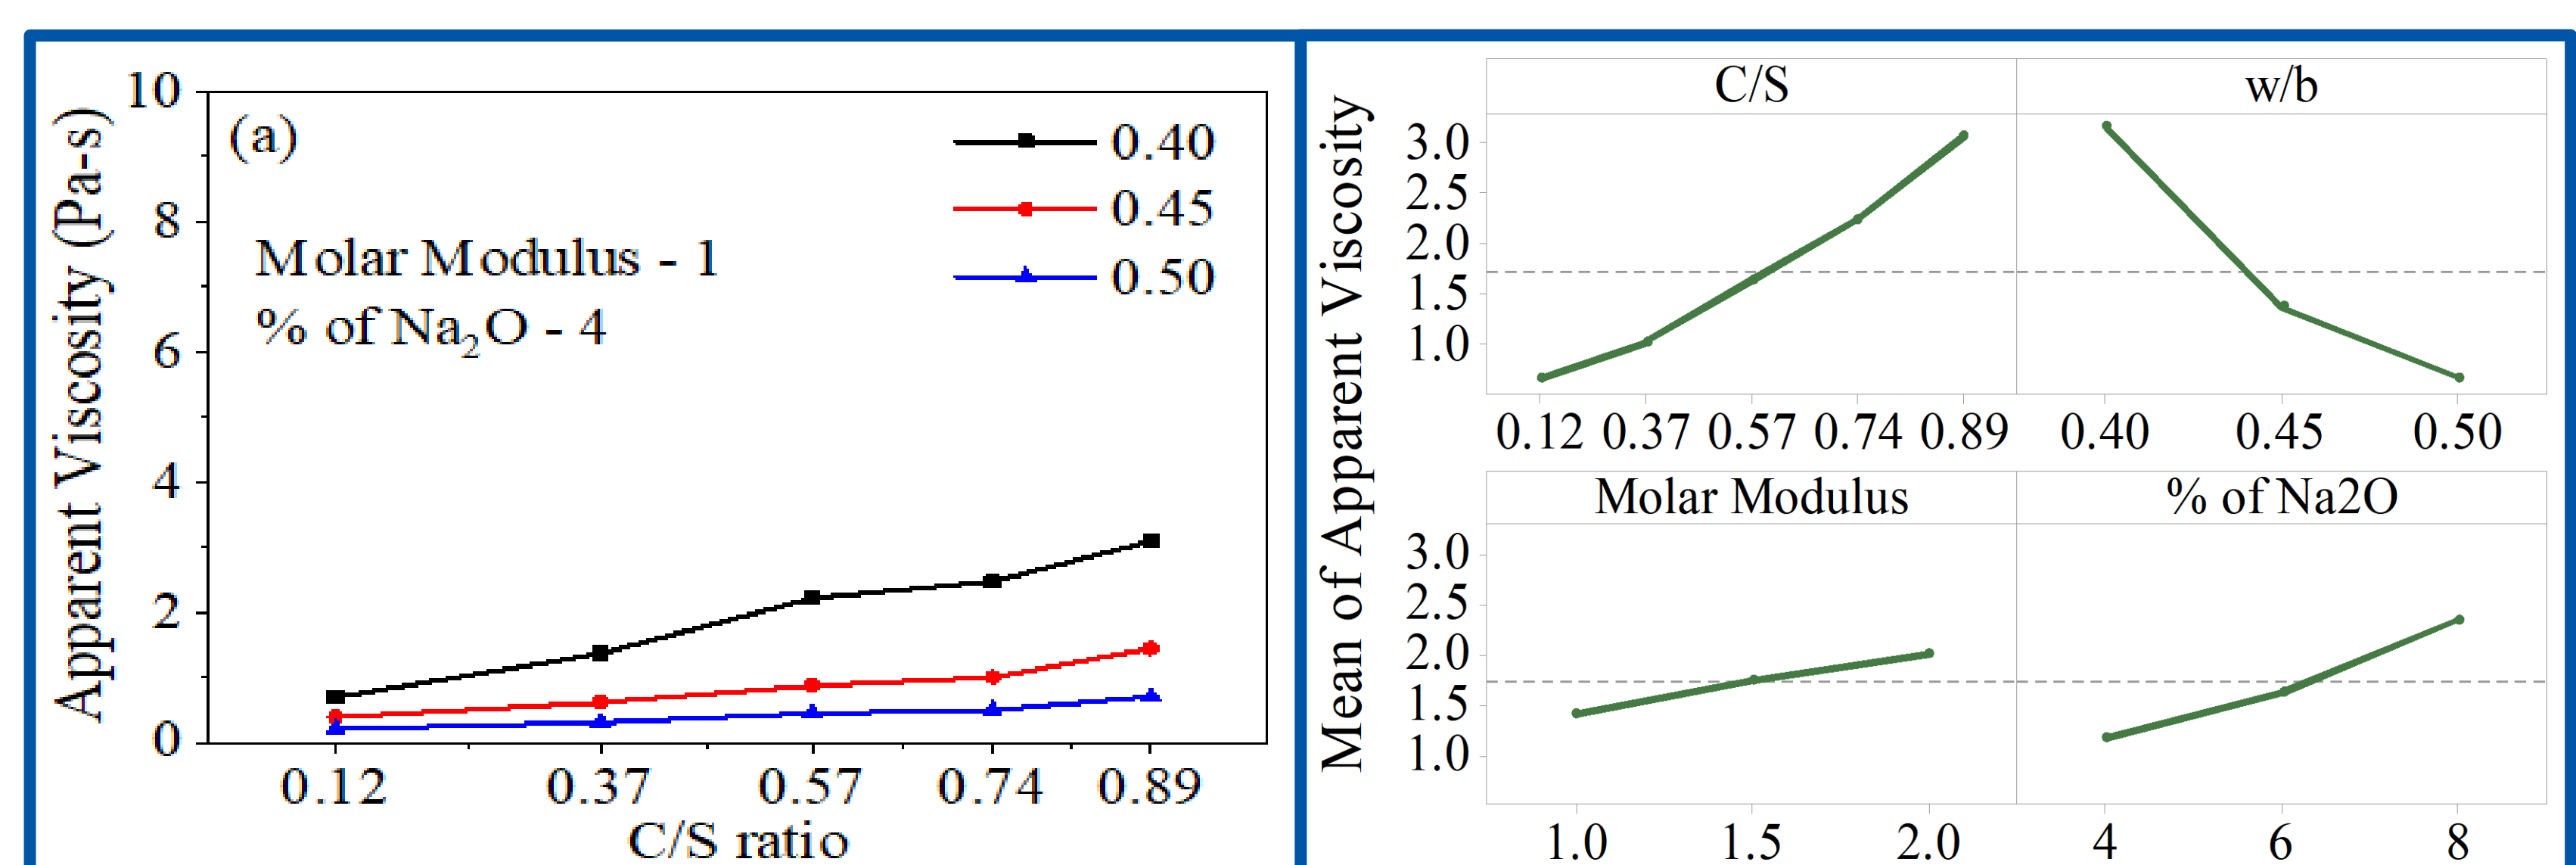 10
8
6
4
2
0
Apparent Viscosity (Pa-s)
(a)
Molar Modulus - 1
% of Na₂O - 4
0.40
0.45
0.50
0.12 0.37 0.57 0.74 0.89
C/S ratio
Mean of Apparent Viscosity
C/S w/b
3.0
2.5
2.0
1.5
1.0
0.12 0.37 0.57 0.74 0.89 0.40 0.45 0.50
Molar Modulus % of Na2O
3.0
2.5
2.0
1.5
1.0
1.0 1.5 2.0 4 6 8